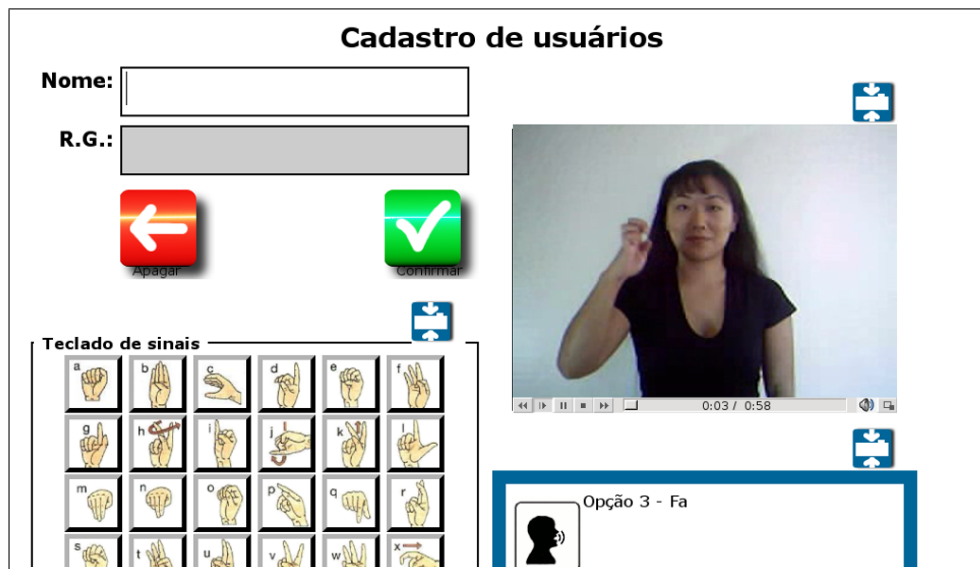 Cadastro de usuários
Nome:
R.G.:
Apagar
Confirmar
Teclado de sinais
a b c d e f
g h i j k l
m n o p q r
s t u v w x
0:03 / 0:58
Opção 3 - Fa